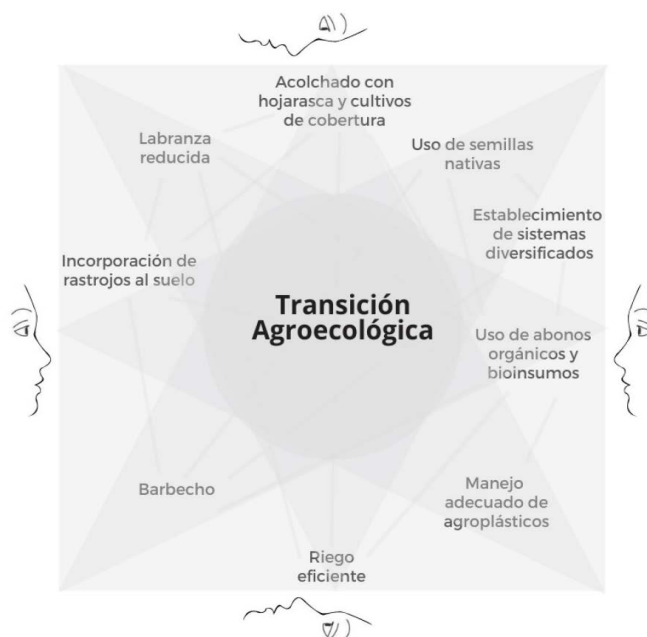 Acolchado con
hojarasca y cultivos
de cobertura
Labranza
reducida
Uso de semillas
nativas
Establecimiento
de sistemas
diversificados
Incorporación de
rastrojos al suelo
Transición
Agroecológica
Uso de abonos
orgánicos y
bioinsumos
Barbecho
Manejo
adecuado de
agroplásticos
Riego
eficiente